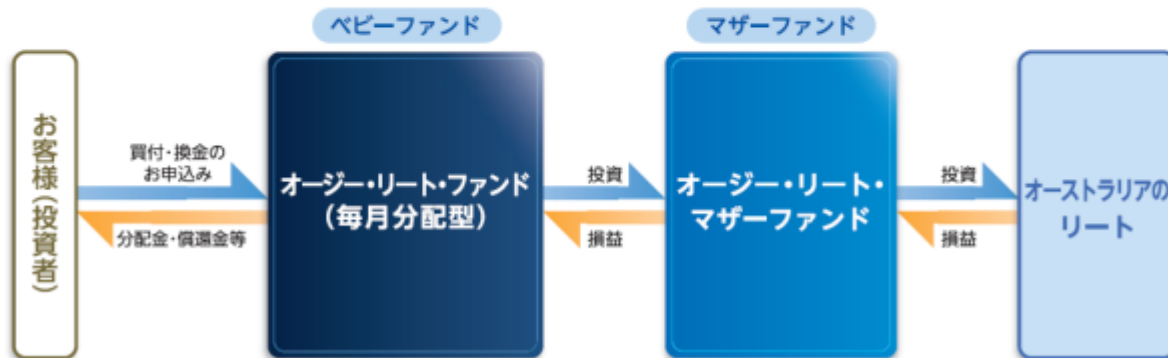 ベビーファンド
マザーファンド
お客様(投資者)
買付・換金の
お申込み
分配金・償還金等
オージー・リート・ファンド
(毎月分配型)
投資
損益
オージー・リート・
マザーファンド
投資
損益
オーストラリアの
リート